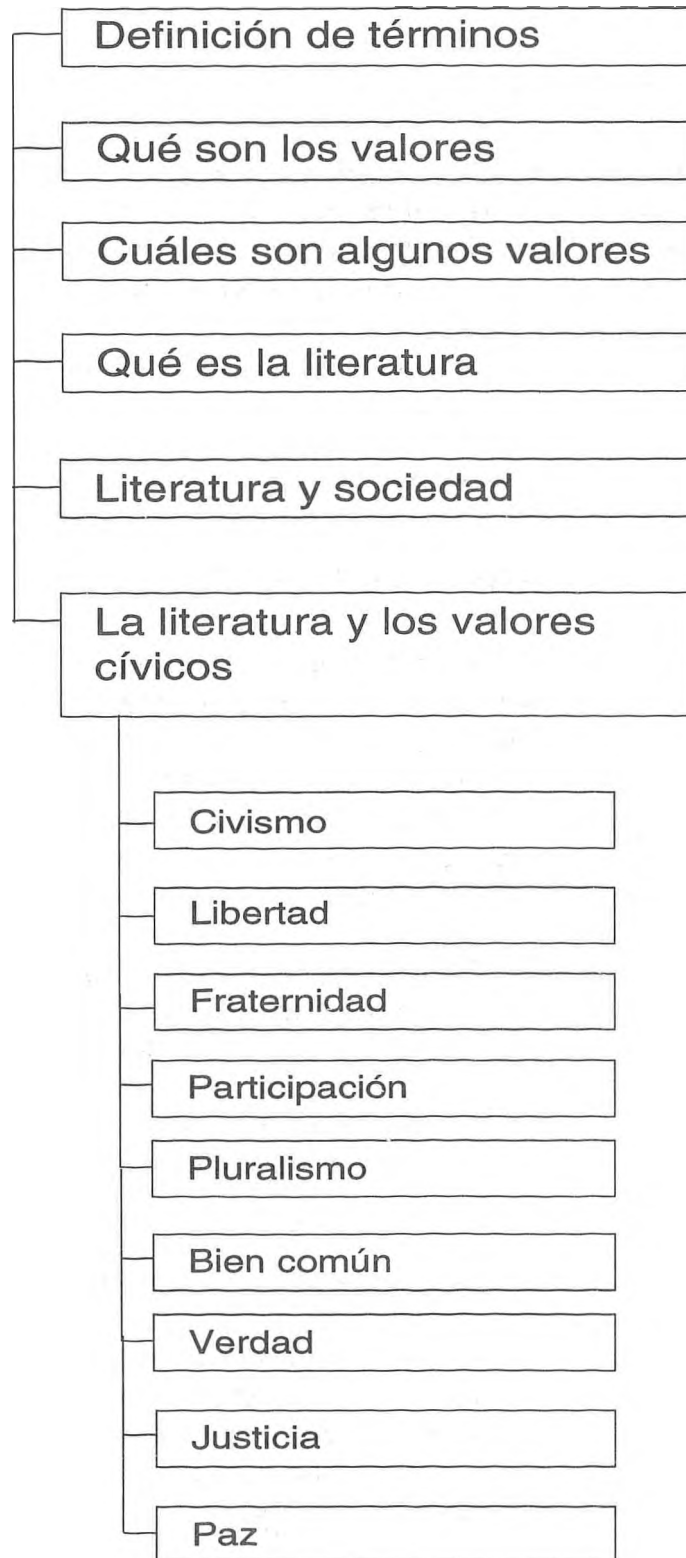 Definición de términos
Qué son los valores
Cuáles son algunos valores
Qué es la literatura
Literatura y sociedad
La literatura y los valores
cívicos
Civismo
Libertad
Fraternidad
Participación
Pluralismo
Bien común
Verdad
Justicia
Paz